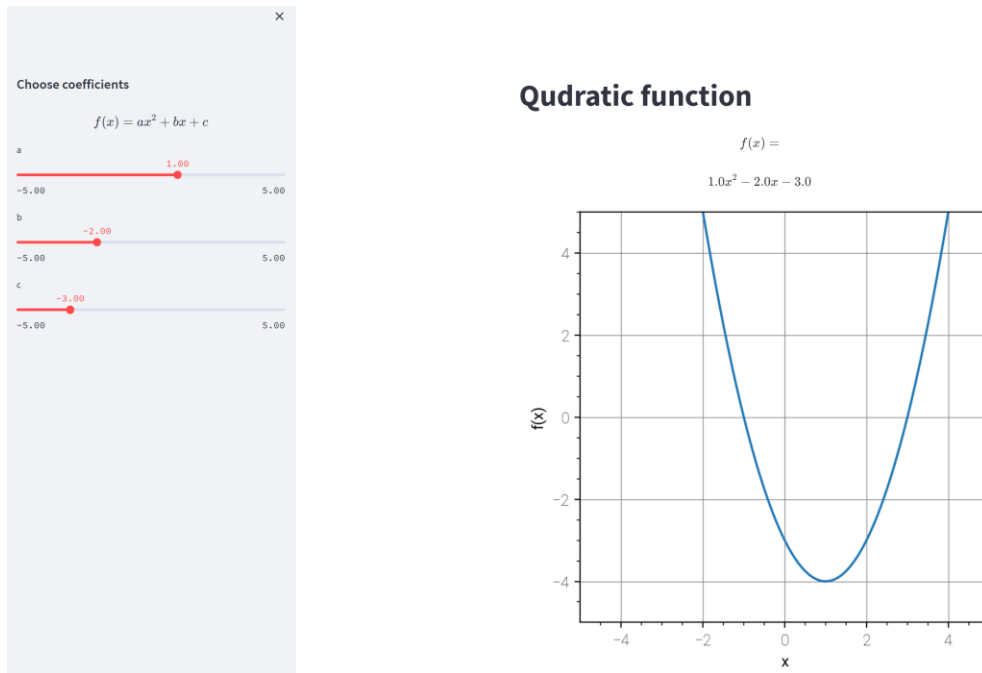 ×
Choose coefficients
f(x) = ax² + bx + c
a
1.00
-5.00 5.00
b
-2.00
-5.00 5.00
c
-3.00
-5.00 5.00
Qudratic function
f(x) =
1.0x² − 2.0x − 3.0
4
2
0
−2
−4
f(x)
−4 −2 0 2 4
x